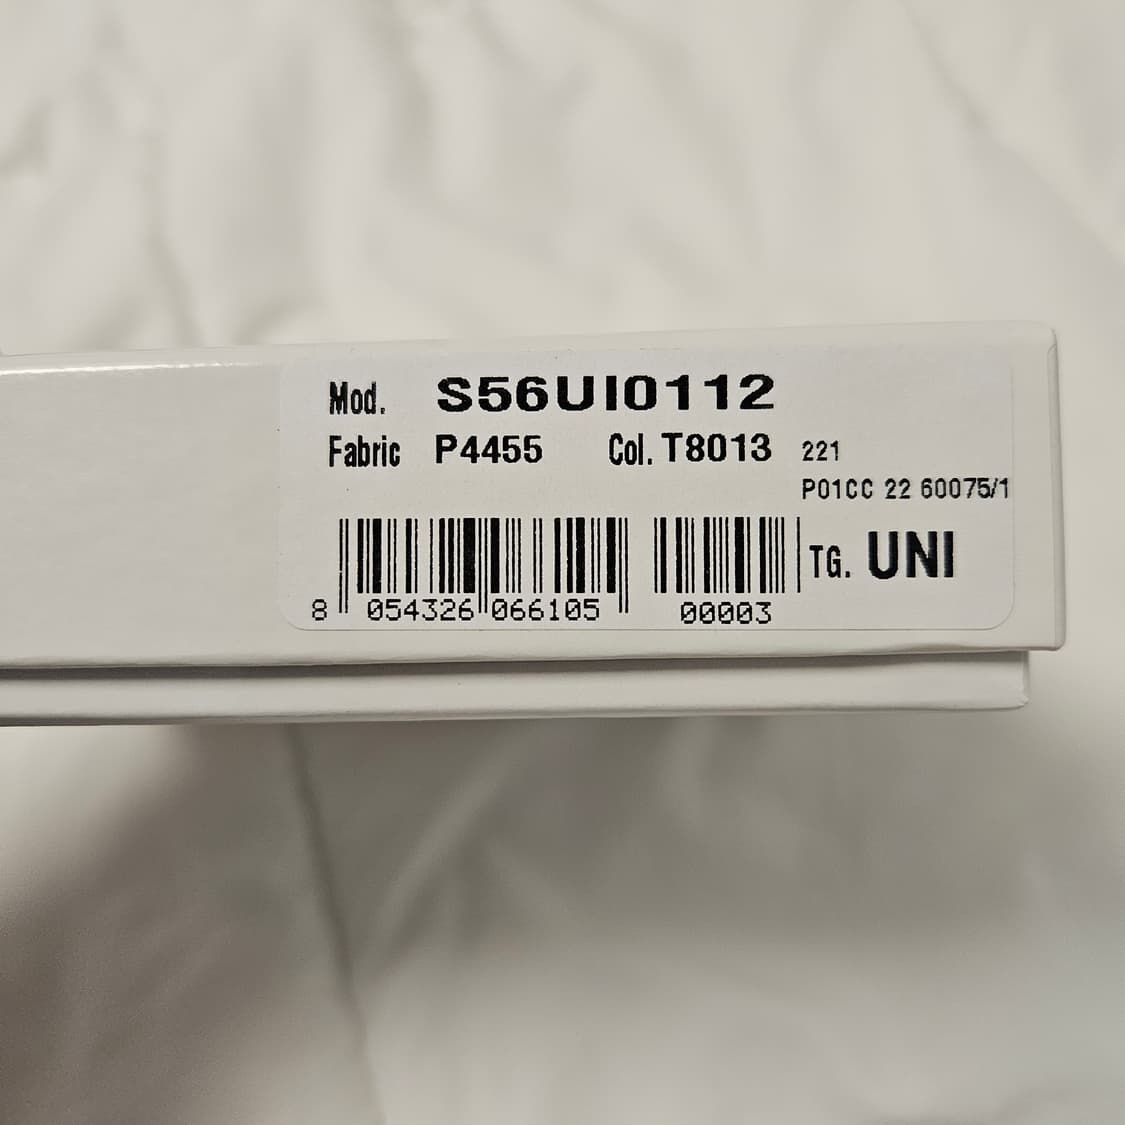 Mod. S56UI0112
Fabric P4455 Col. T8013 221
P01CC 22 60075/1
TG. UNI
8 054326 066105 00003